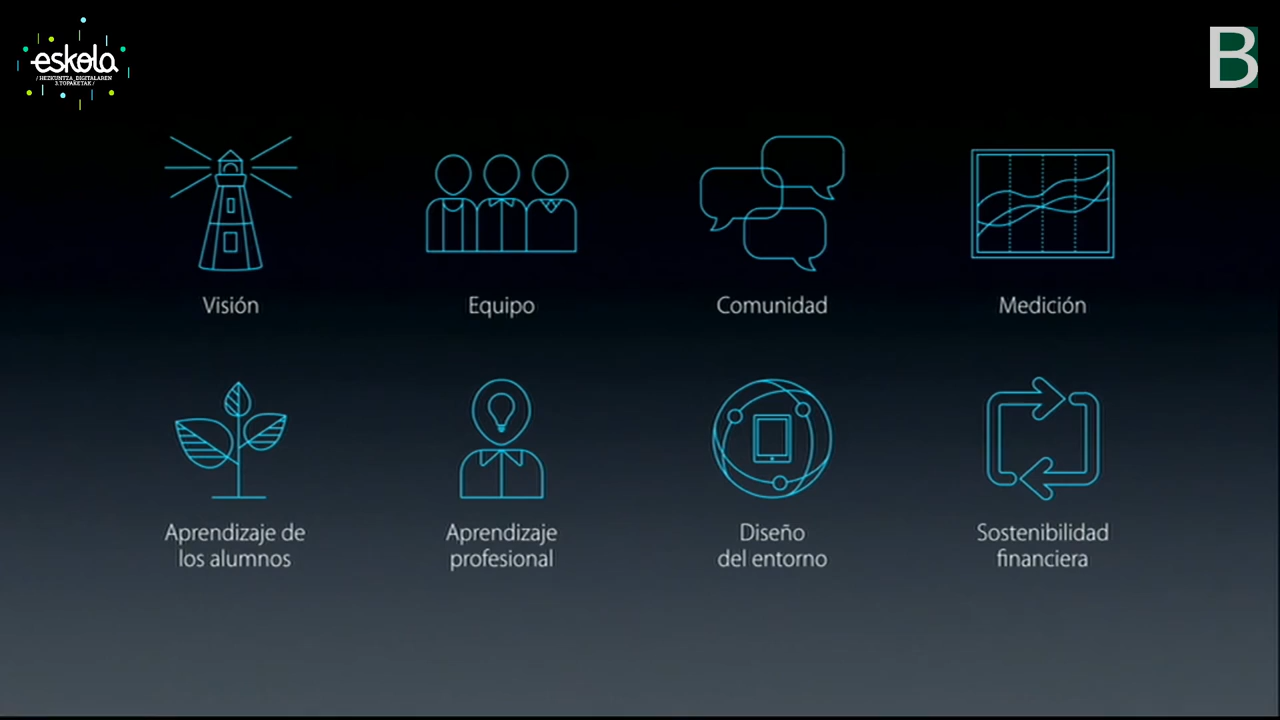 eskola
/ HEZKUNTZA_DIGITALAREN
3.TOPAKETAK /
B
Visión
Equipo
Comunidad
Medición
Aprendizaje de
los alumnos
Aprendizaje
profesional
Diseño
del entorno
Sostenibilidad
financiera